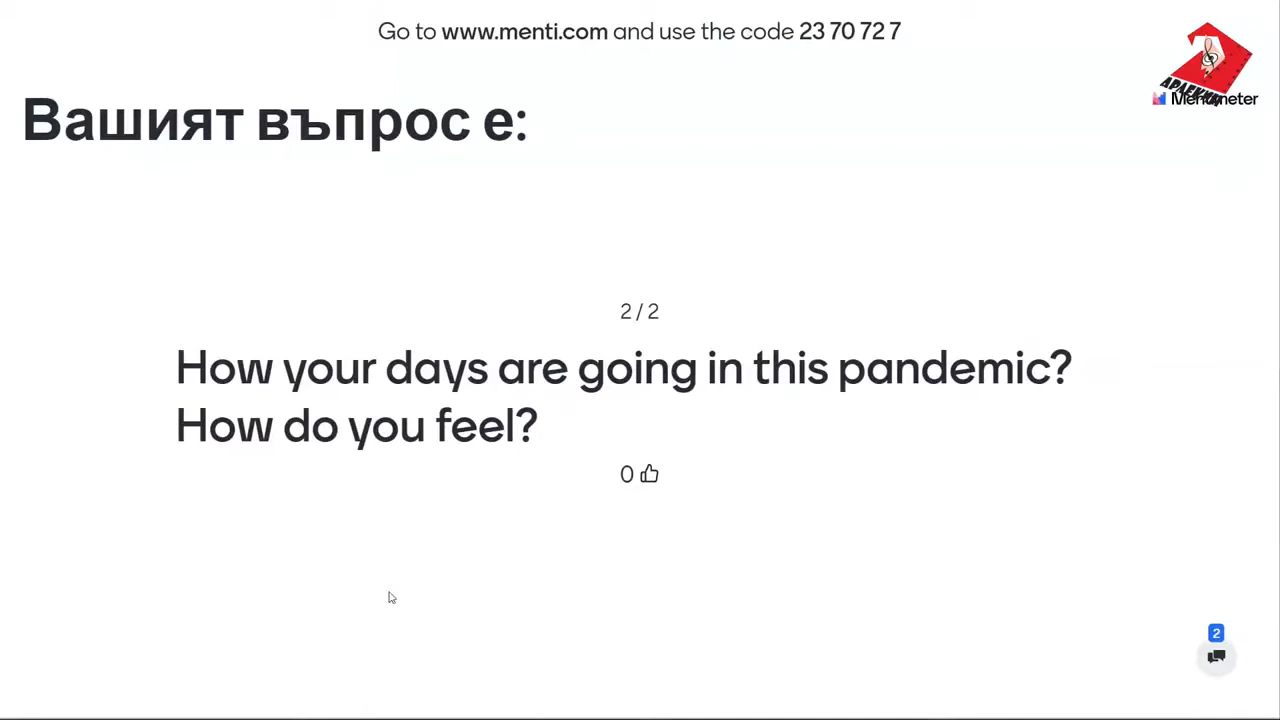 Go to www.menti.com and use the code 23 70 72 7
АРЛЕКИН
Mentimeter
Вашият въпрос е:
2 / 2
How your days are going in this pandemic?
How do you feel?
0
2